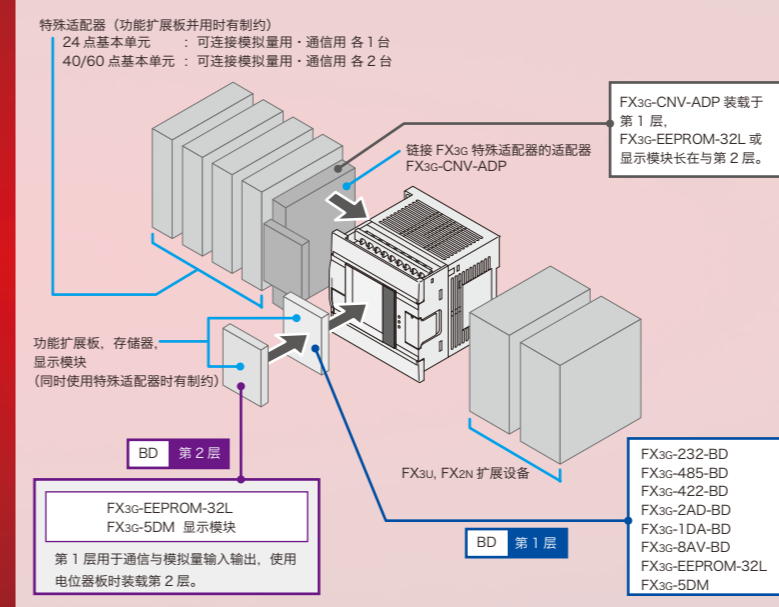 特殊适配器（功能扩展板并用时有制约）
24 点基本单元 ：可连接模拟量用・通信用 各 1 台
40/60 点基本单元 ：可连接模拟量用・通信用 各 2 台
FX3G-CNV-ADP 装载于
第 1 层,
FX3G-EEPROM-32L 或
显示模块长在与第 2 层。
链接 FX3G 特殊适配器的适配器
FX3G-CNV-ADP
功能扩展板、存储器、
显示模块
(同时使用特殊适配器时有制约)
BD 第 2 层
FX3G-EEPROM-32L
FX3G-5DM 显示模块
第 1 层用于通信与模拟量输入输出，使用
电位器板时装载第 2 层。
FX3U, FX2N 扩展设备
BD 第 1 层
FX3G-232-BD
FX3G-485-BD
FX3G-422-BD
FX3G-2AD-BD
FX3G-1DA-BD
FX3G-8AV-BD
FX3G-EEPROM-32L
FX3G-5DM